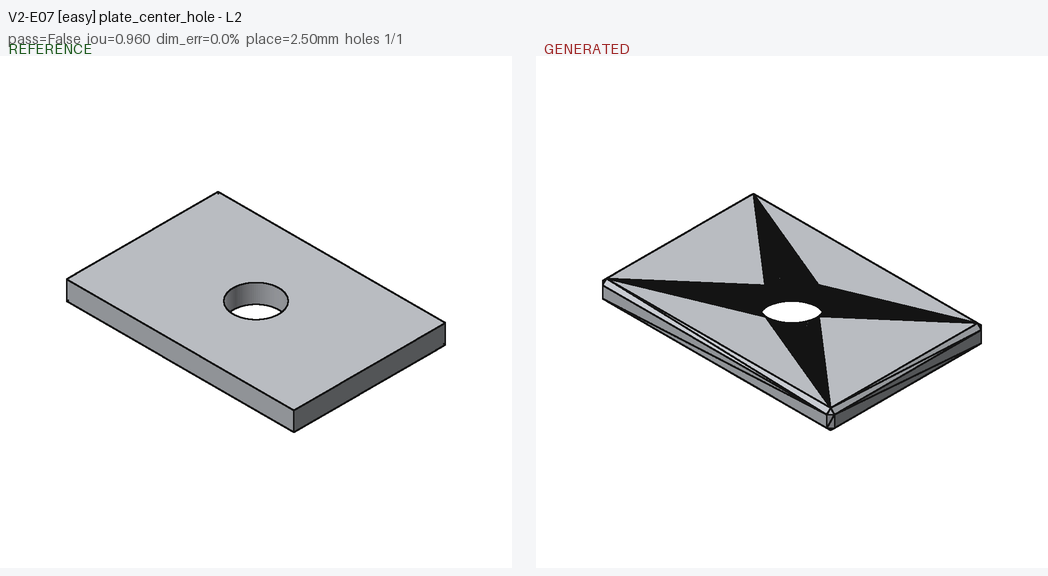 V2-E07 [easy] plate_center_hole - L2
pass=False iou=0.960 dim_err=0.0% place=2.50mm holes 1/1
REFERENCE
GENERATED